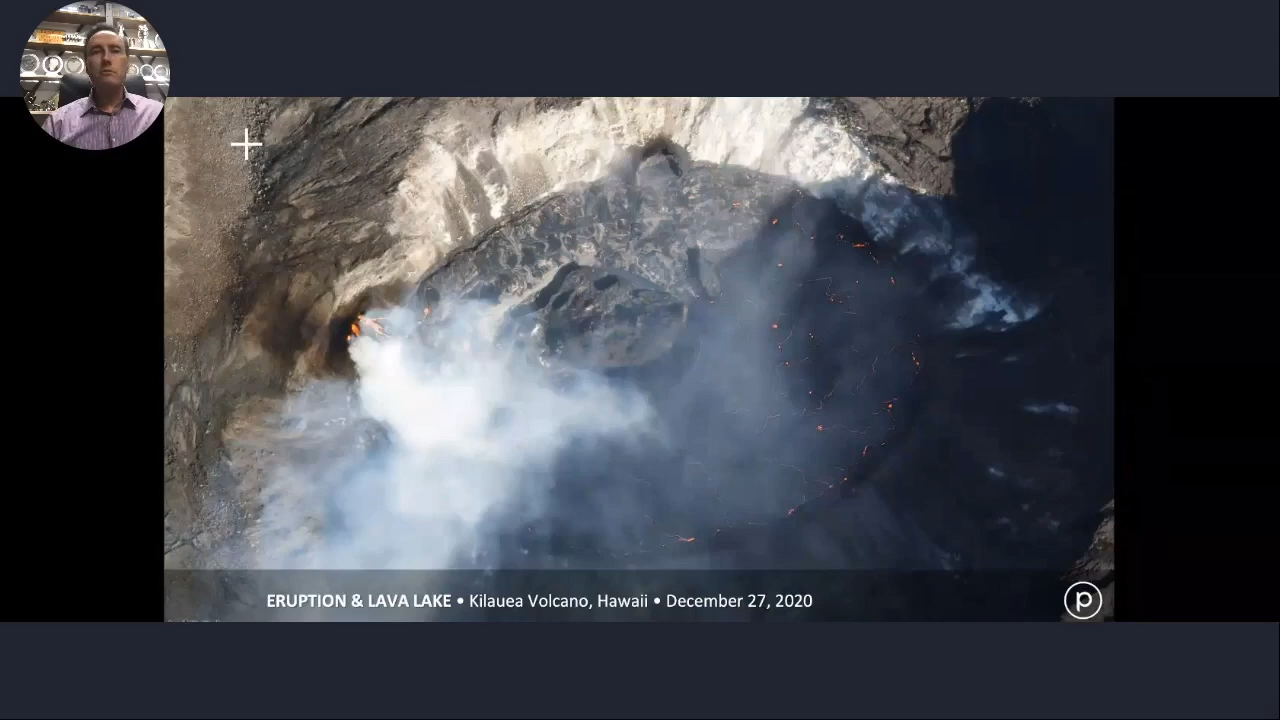 ERUPTION & LAVA LAKE • Kilauea Volcano, Hawaii • December 27, 2020
p